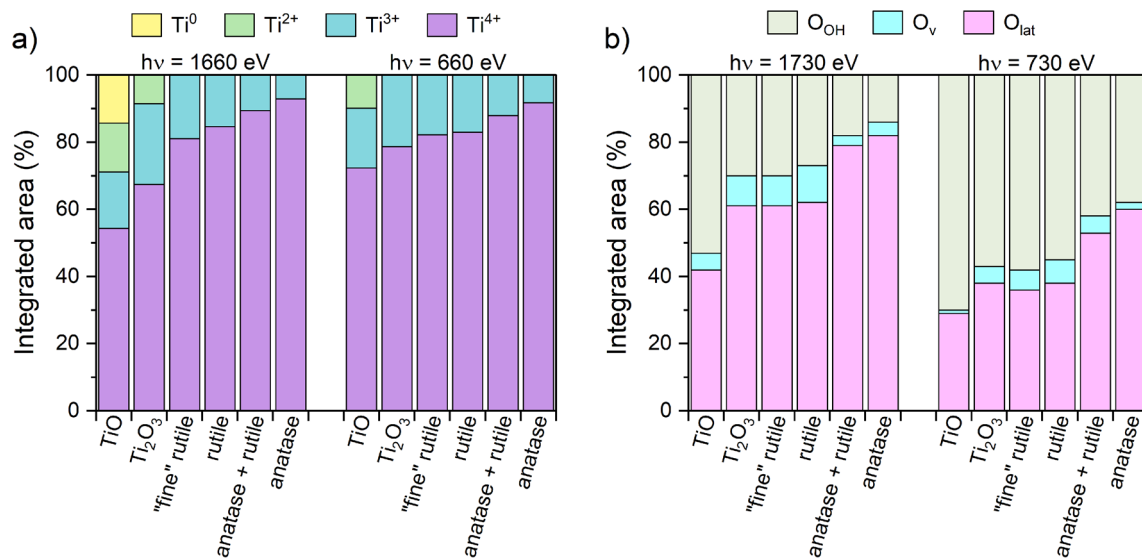 Ti⁰ Ti²⁺ Ti³⁺ Ti⁴⁺
a)
hν = 1660 eV hν = 660 eV
Integrated area (%)
100
80
60
40
20
0
TiO Ti₂O₃ "fine" rutile rutile anatase + rutile anatase
TiO Ti₂O₃ "fine" rutile rutile anatase + rutile anatase
O_OH O_v O_lat
b)
hν = 1730 eV hν = 730 eV
Integrated area (%)
100
80
60
40
20
0
TiO Ti₂O₃ "fine" rutile rutile anatase + rutile anatase
TiO Ti₂O₃ "fine" rutile rutile anatase + rutile anatase